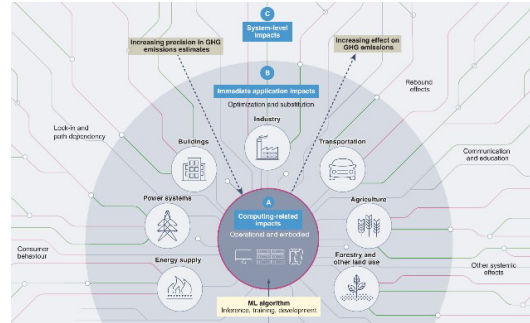 C
System-level
impacts
Increasing precision in GHG
emissions estimates
Increasing effect on
GHG emissions
B
Immediate application impacts
Optimization and substitution
Rebound
effects
Industry
Lock-in and
path dependency
Buildings
Transportation
Communication
and education
Power systems
A
Computing-related
impacts
Operational and embodied
Agriculture
Consumer
behaviour
Energy supply
Forestry and
other land use
Other systemic
effects
ML algorithm
Inference, training, development